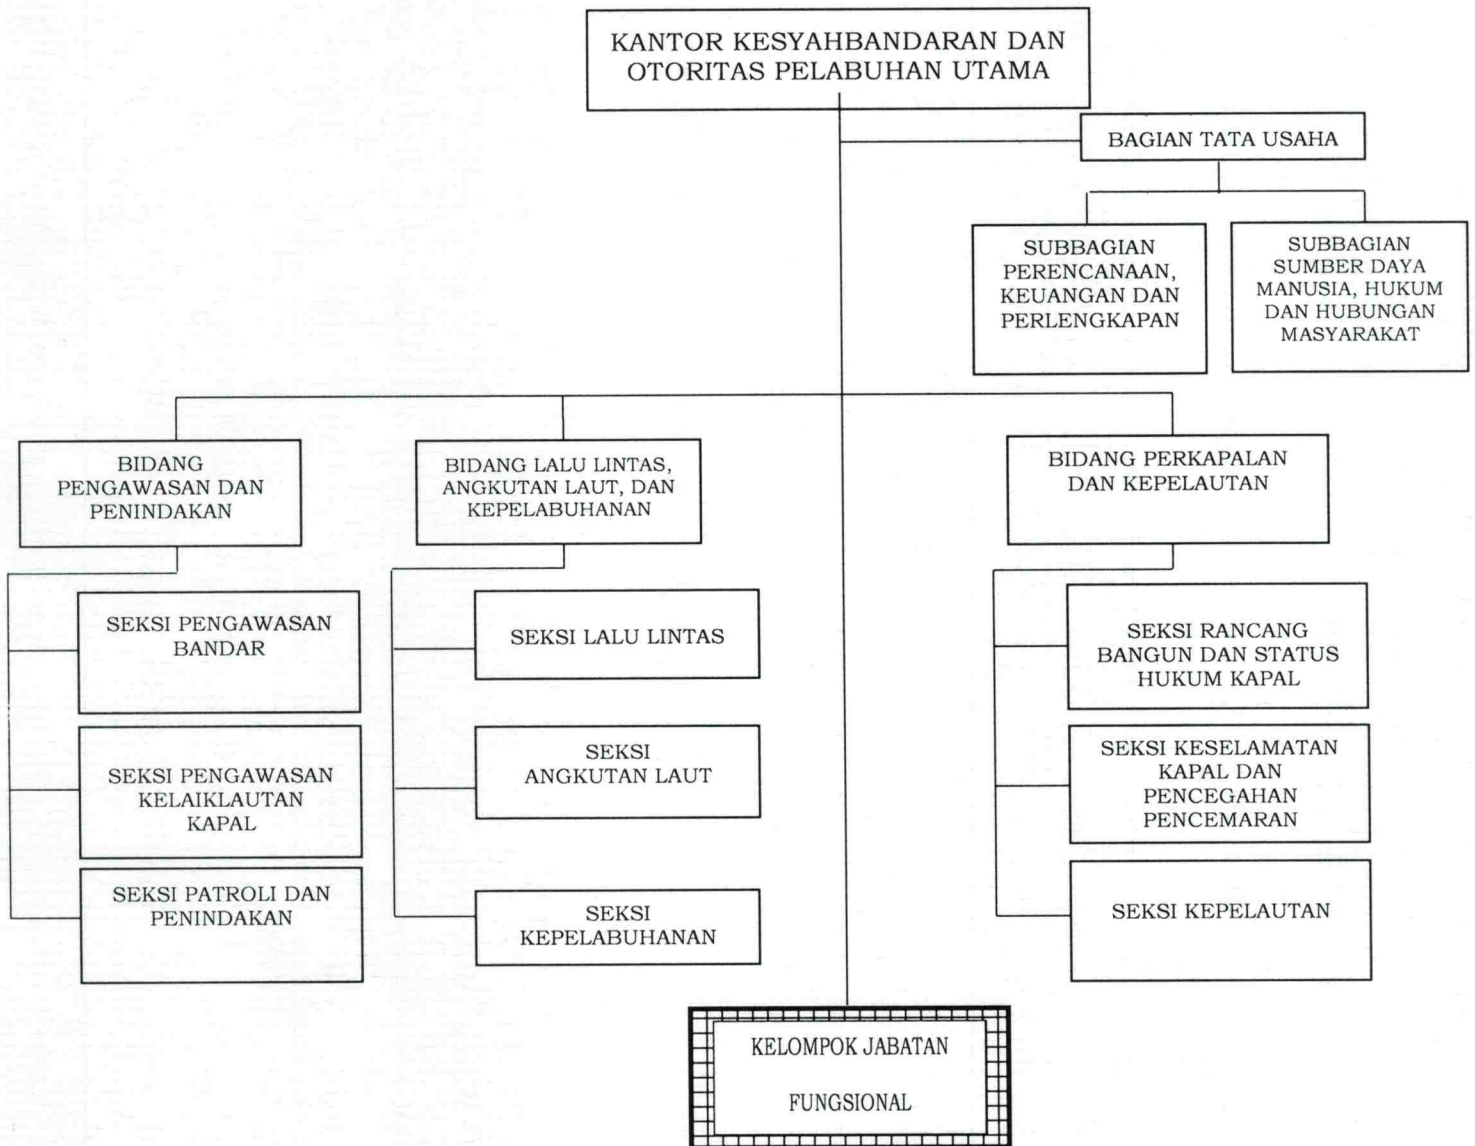 KANTOR KESYAHBANDARAN DAN
OTORITAS PELABUHAN UTAMA
BAGIAN TATA USAHA
SUBBAGIAN
PERENCANAAN,
KEUANGAN DAN
PERLENGKAPAN
SUBBAGIAN
SUMBER DAYA
MANUSIA, HUKUM
DAN HUBUNGAN
MASYARAKAT
BIDANG
PENGAWASAN DAN
PENINDAKAN
SEKSI PENGAWASAN
BANDAR
SEKSI PENGAWASAN
KELAIKLAUTAN
KAPAL
SEKSI PATROLI DAN
PENINDAKAN
BIDANG LALU LINTAS,
ANGKUTAN LAUT, DAN
KEPELABUHANAN
SEKSI LALU LINTAS
SEKSI
ANGKUTAN LAUT
SEKSI
KEPELABUHANAN
BIDANG PERKAPALAN
DAN KEPELAUTAN
SEKSI RANCANG
BANGUN DAN STATUS
HUKUM KAPAL
SEKSI KESELAMATAN
KAPAL DAN
PENCEGAHAN
PENCEMARAN
SEKSI KEPELAUTAN
KELOMPOK JABATAN
FUNGSIONAL